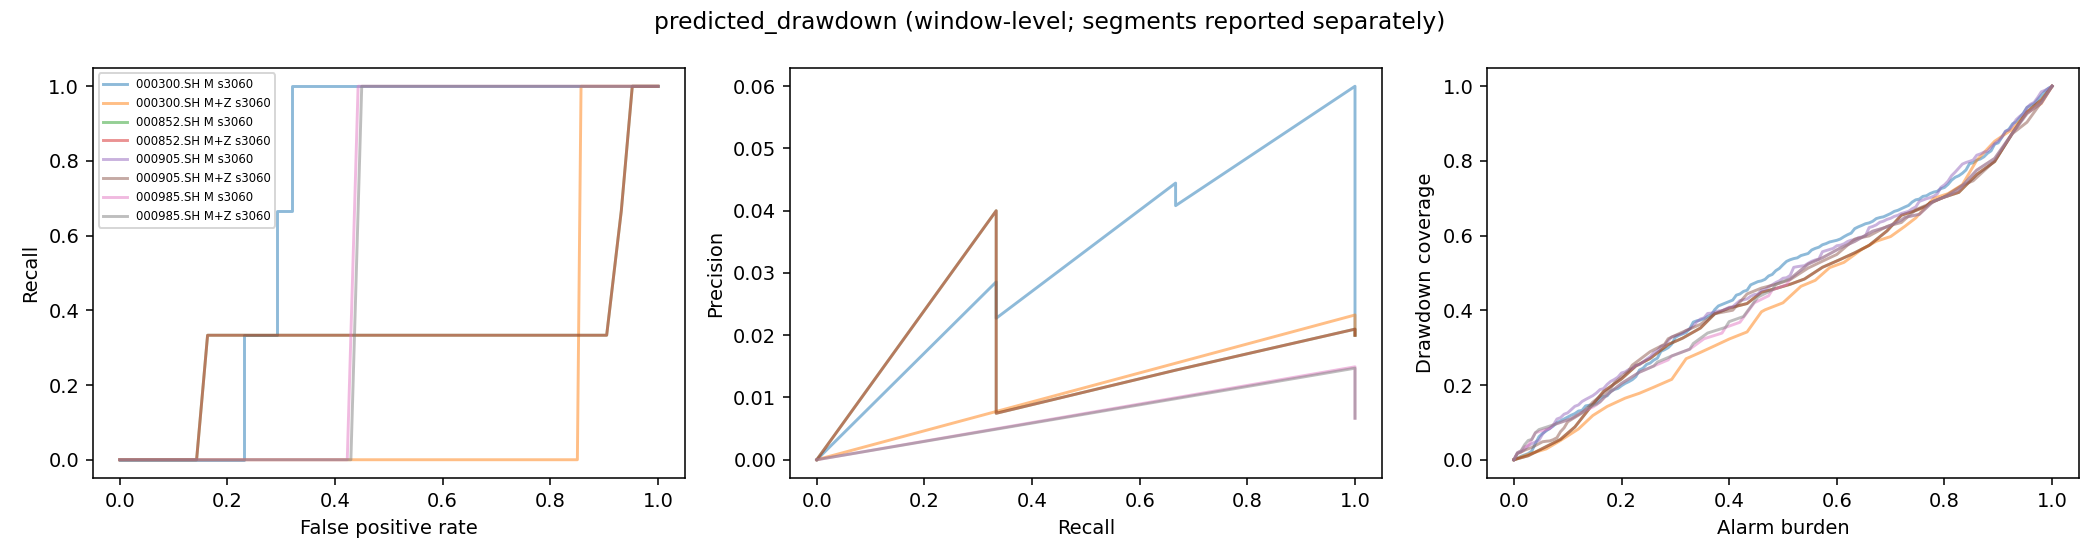 predicted_drawdown (window-level; segments reported separately)
Recall
1.0
0.8
0.6
0.4
0.2
0.0
000300.SH M s3060
000300.SH M+Z s3060
000852.SH M s3060
000852.SH M+Z s3060
000905.SH M s3060
000905.SH M+Z s3060
000985.SH M s3060
000985.SH M+Z s3060
0.0 0.2 0.4 0.6 0.8 1.0
False positive rate
Precision
0.06
0.05
0.04
0.03
0.02
0.01
0.00
0.0 0.2 0.4 0.6 0.8 1.0
Recall
Drawdown coverage
1.0
0.8
0.6
0.4
0.2
0.0
0.0 0.2 0.4 0.6 0.8 1.0
Alarm burden